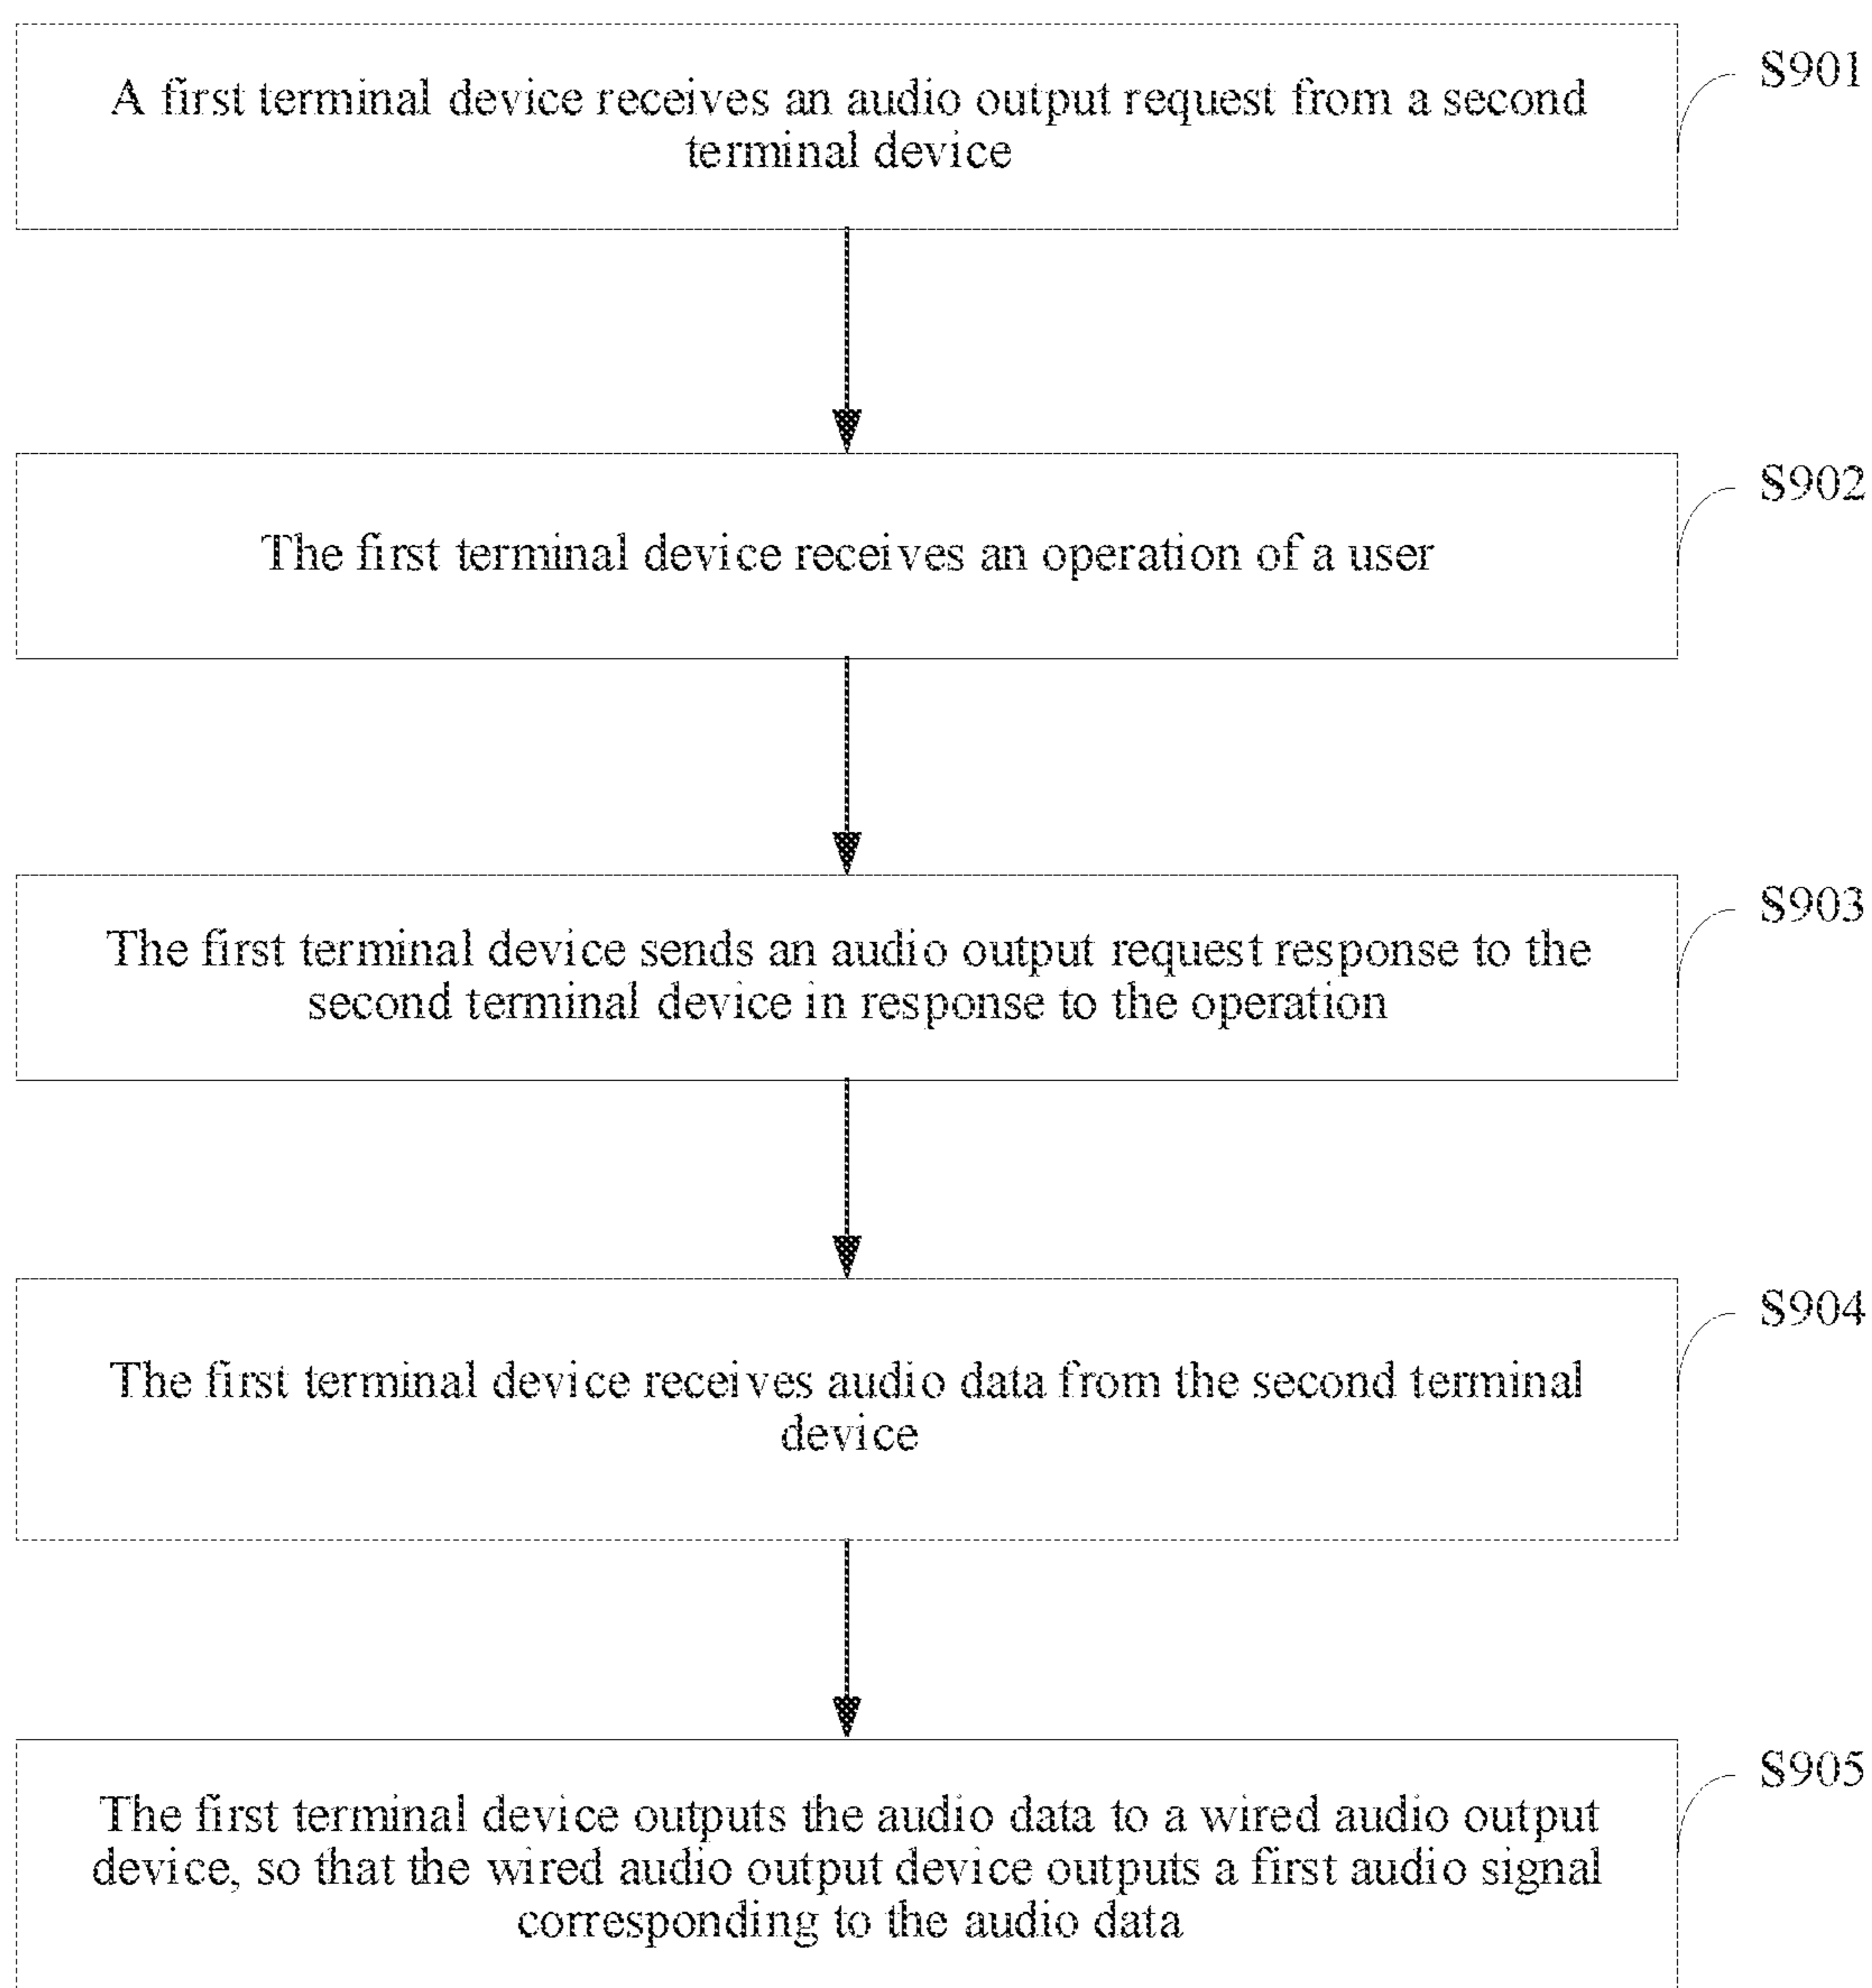 A first terminal device receives an audio output request from a second
terminal device
S901
The first terminal device receives an operation of a user
S902
The first terminal device sends an audio output request response to the
second terminal device in response to the operation
S903
The first terminal device receives audio data from the second terminal
device
S904
The first terminal device outputs the audio data to a wired audio output
device, so that the wired audio output device outputs a first audio signal
corresponding to the audio data
S905